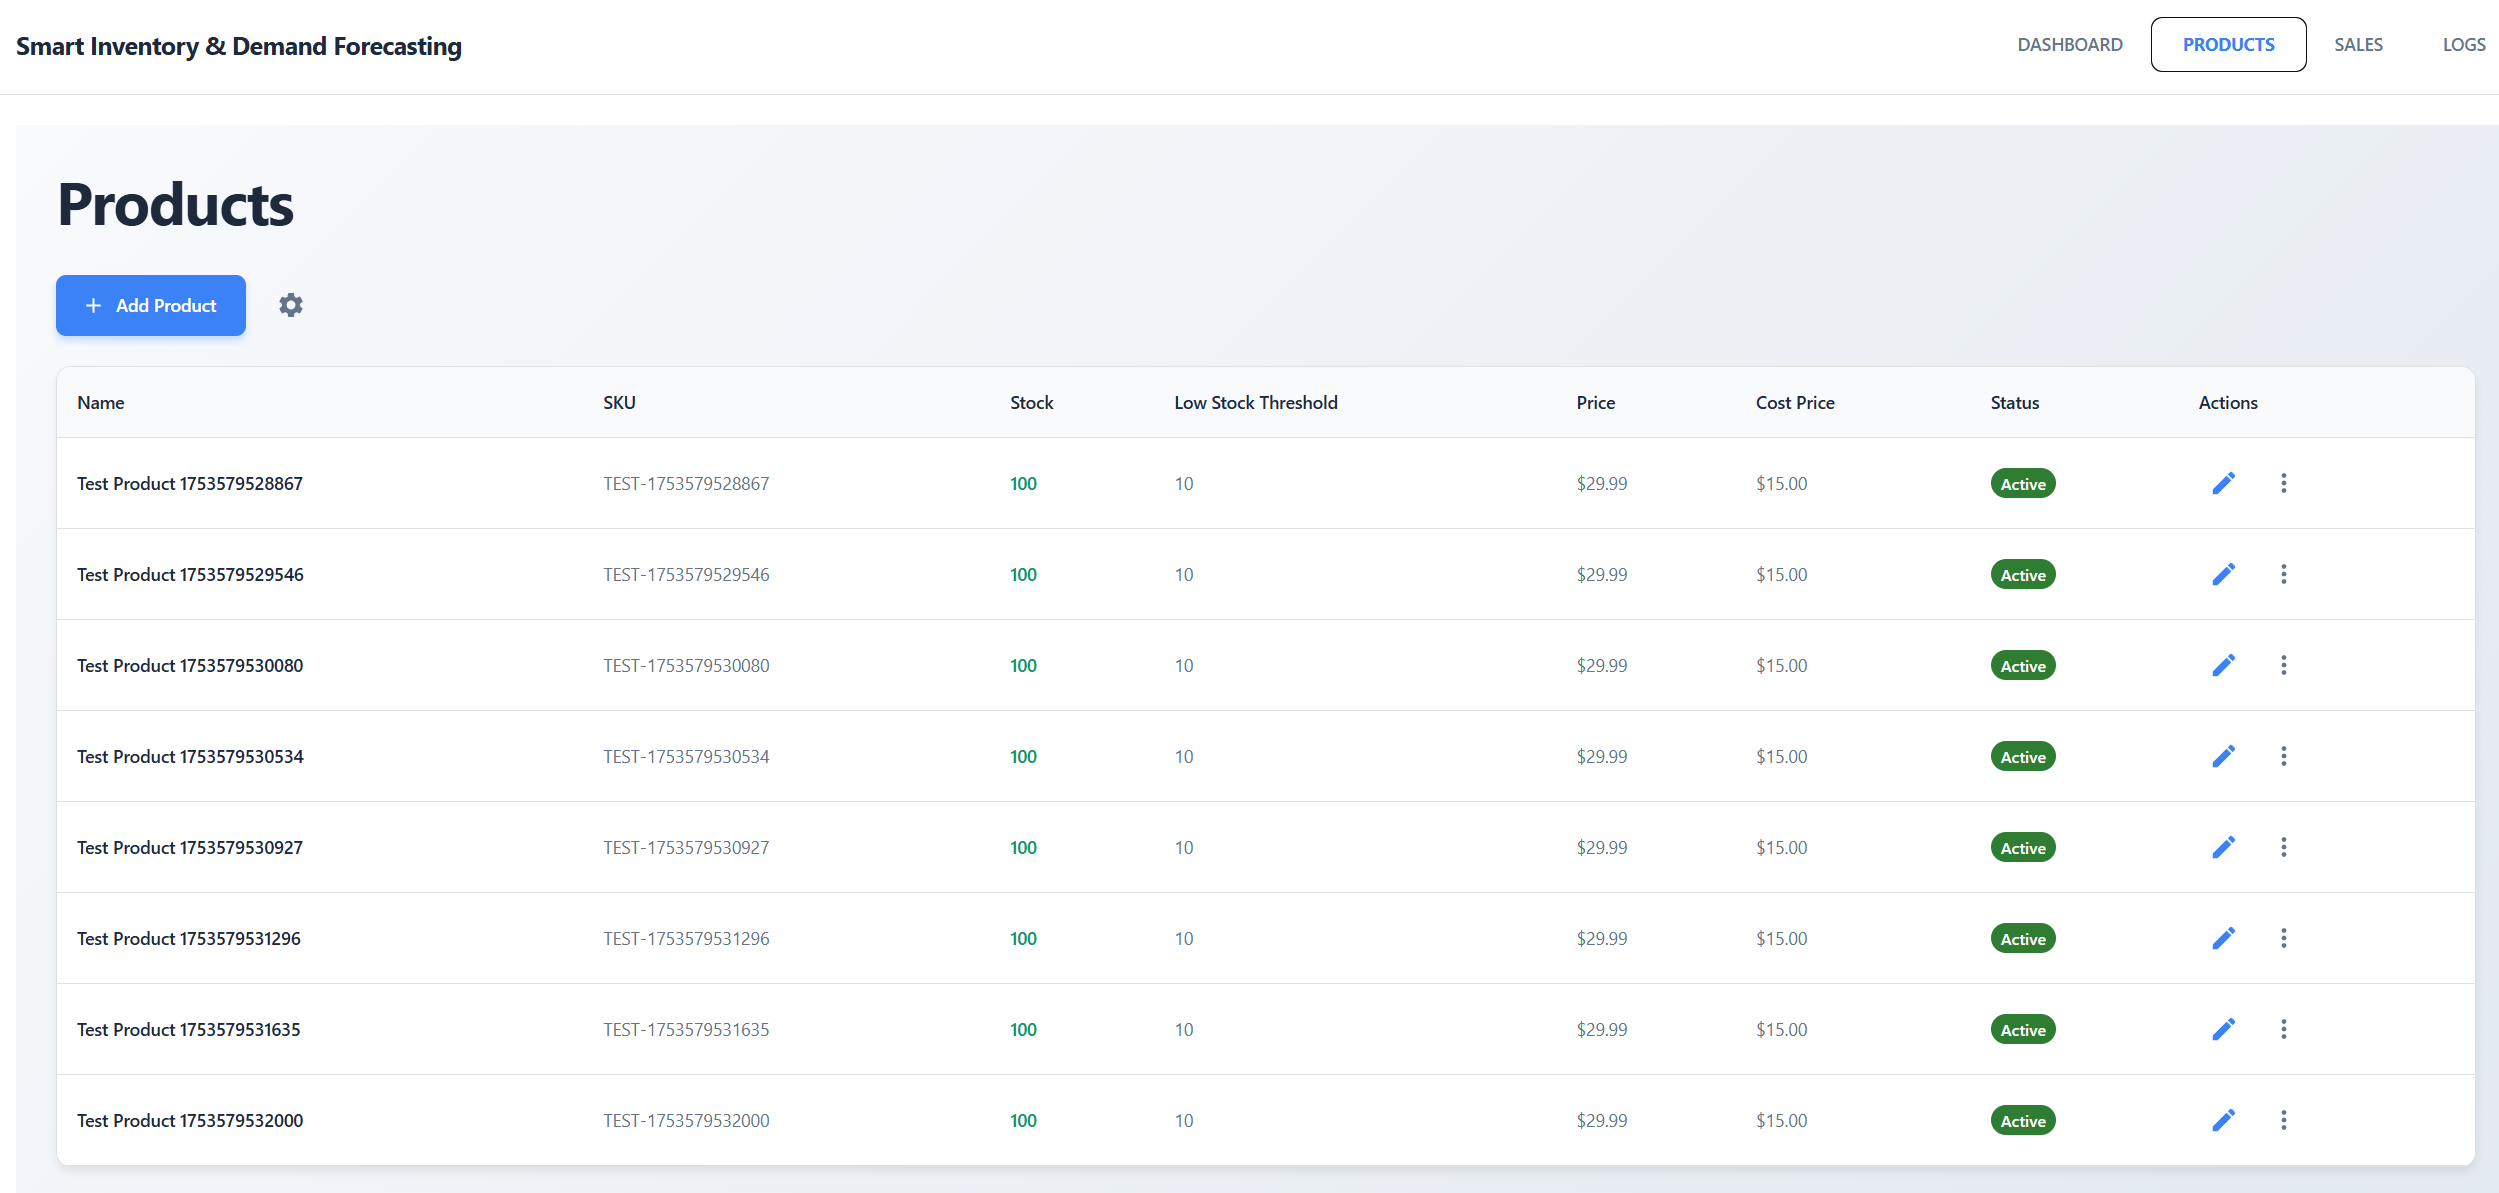 Smart Inventory & Demand Forecasting
DASHBOARD PRODUCTS SALES LOGS
Products
+ Add Product
Name SKU Stock Low Stock Threshold Price Cost Price Status Actions
Test Product 1753579528867 TEST-1753579528867 100 10 $29.99 $15.00 Active
Test Product 1753579529546 TEST-1753579529546 100 10 $29.99 $15.00 Active
Test Product 1753579530080 TEST-1753579530080 100 10 $29.99 $15.00 Active
Test Product 1753579530534 TEST-1753579530534 100 10 $29.99 $15.00 Active
Test Product 1753579530927 TEST-1753579530927 100 10 $29.99 $15.00 Active
Test Product 1753579531296 TEST-1753579531296 100 10 $29.99 $15.00 Active
Test Product 1753579531635 TEST-1753579531635 100 10 $29.99 $15.00 Active
Test Product 1753579532000 TEST-1753579532000 100 10 $29.99 $15.00 Active